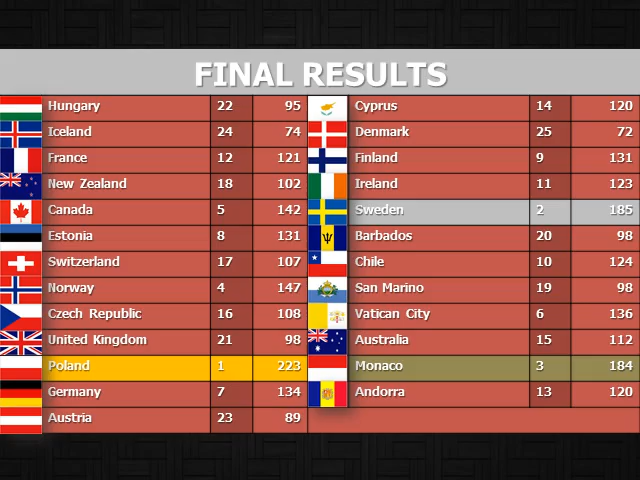 FINAL RESULTS
Hungary 22 95
Iceland 24 74
France 12 121
New Zealand 18 102
Canada 5 142
Estonia 8 131
Switzerland 17 107
Norway 4 147
Czech Republic 16 108
United Kingdom 21 98
Poland 1 223
Germany 7 134
Austria 23 89
Cyprus 14 120
Denmark 25 72
Finland 9 131
Ireland 11 123
Sweden 2 185
Barbados 20 98
Chile 10 124
San Marino 19 98
Vatican City 6 136
Australia 15 112
Monaco 3 184
Andorra 13 120